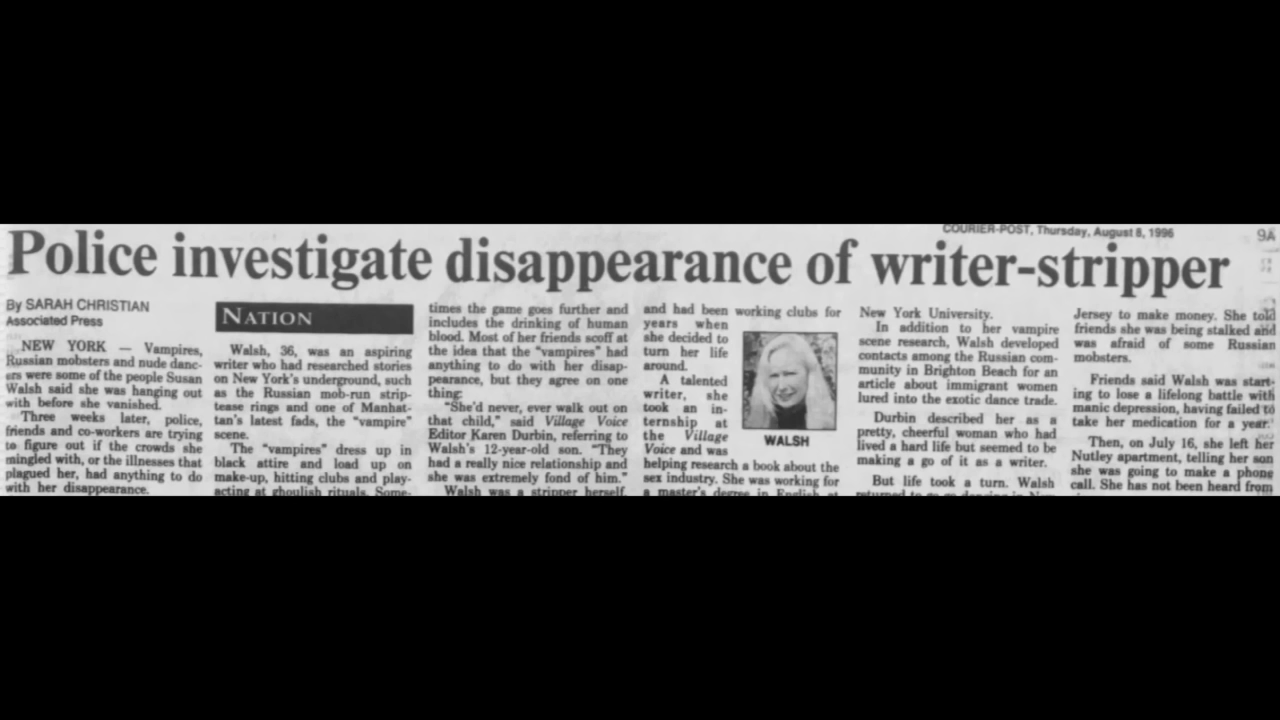 COURIER-POST, Thursday, August 8, 1996
9A
Police investigate disappearance of writer-stripper
By SARAH CHRISTIAN
Associated Press
NEW YORK — Vampires,
Russian mobsters and nude danc-
ers were some of the people Susan
Walsh said she was hanging out
with before she vanished.
Three weeks later, police,
friends and co-workers are trying
to figure out if the crowds she
mingled with, or the illnesses that
plagued her, had anything to do
with her disappearance.
NATION
Walsh, 36, was an aspiring
writer who had researched stories
on New York's underground, such
as the Russian mob-run strip-
tease rings and one of Manhat-
tan's latest fads, the "vampire"
scene.
The "vampires" dress up in
black attire and load up on
make-up, hitting clubs and play-
acting at ghoulish rituals. Some-
times the game goes further and
includes the drinking of human
blood. Most of her friends scoff at
the idea that the "vampires" had
anything to do with her disap-
pearance, but they agree on one
thing:
"She'd never, ever walk out on
that child," said Village Voice
Editor Karen Durbin, referring to
Walsh's 12-year-old son. "They
had a really nice relationship and
she was extremely fond of him."
Walsh was a stripper herself,
and had been working clubs for
years when
she decided to
turn her life
around.
A talented
writer, she
took an in-
ternship at
the Village
Voice and was
helping research a book about the
sex industry. She was working for
a master's degree in English at
WALSH
New York University.
In addition to her vampire
scene research, Walsh developed
contacts among the Russian com-
munity in Brighton Beach for an
article about immigrant women
lured into the exotic dance trade.
Durbin described her as a
pretty, cheerful woman who had
lived a hard life but seemed to be
making a go of it as a writer.
But life took a turn. Walsh
returned to go-go dancing in New
Jersey to make money. She told
friends she was being stalked and
was afraid of some Russian
mobsters.
Friends said Walsh was start-
ing to lose a lifelong battle with
manic depression, having failed to
take her medication for a year.
Then, on July 16, she left her
Nutley apartment, telling her son
she was going to make a phone
call. She has not been heard from